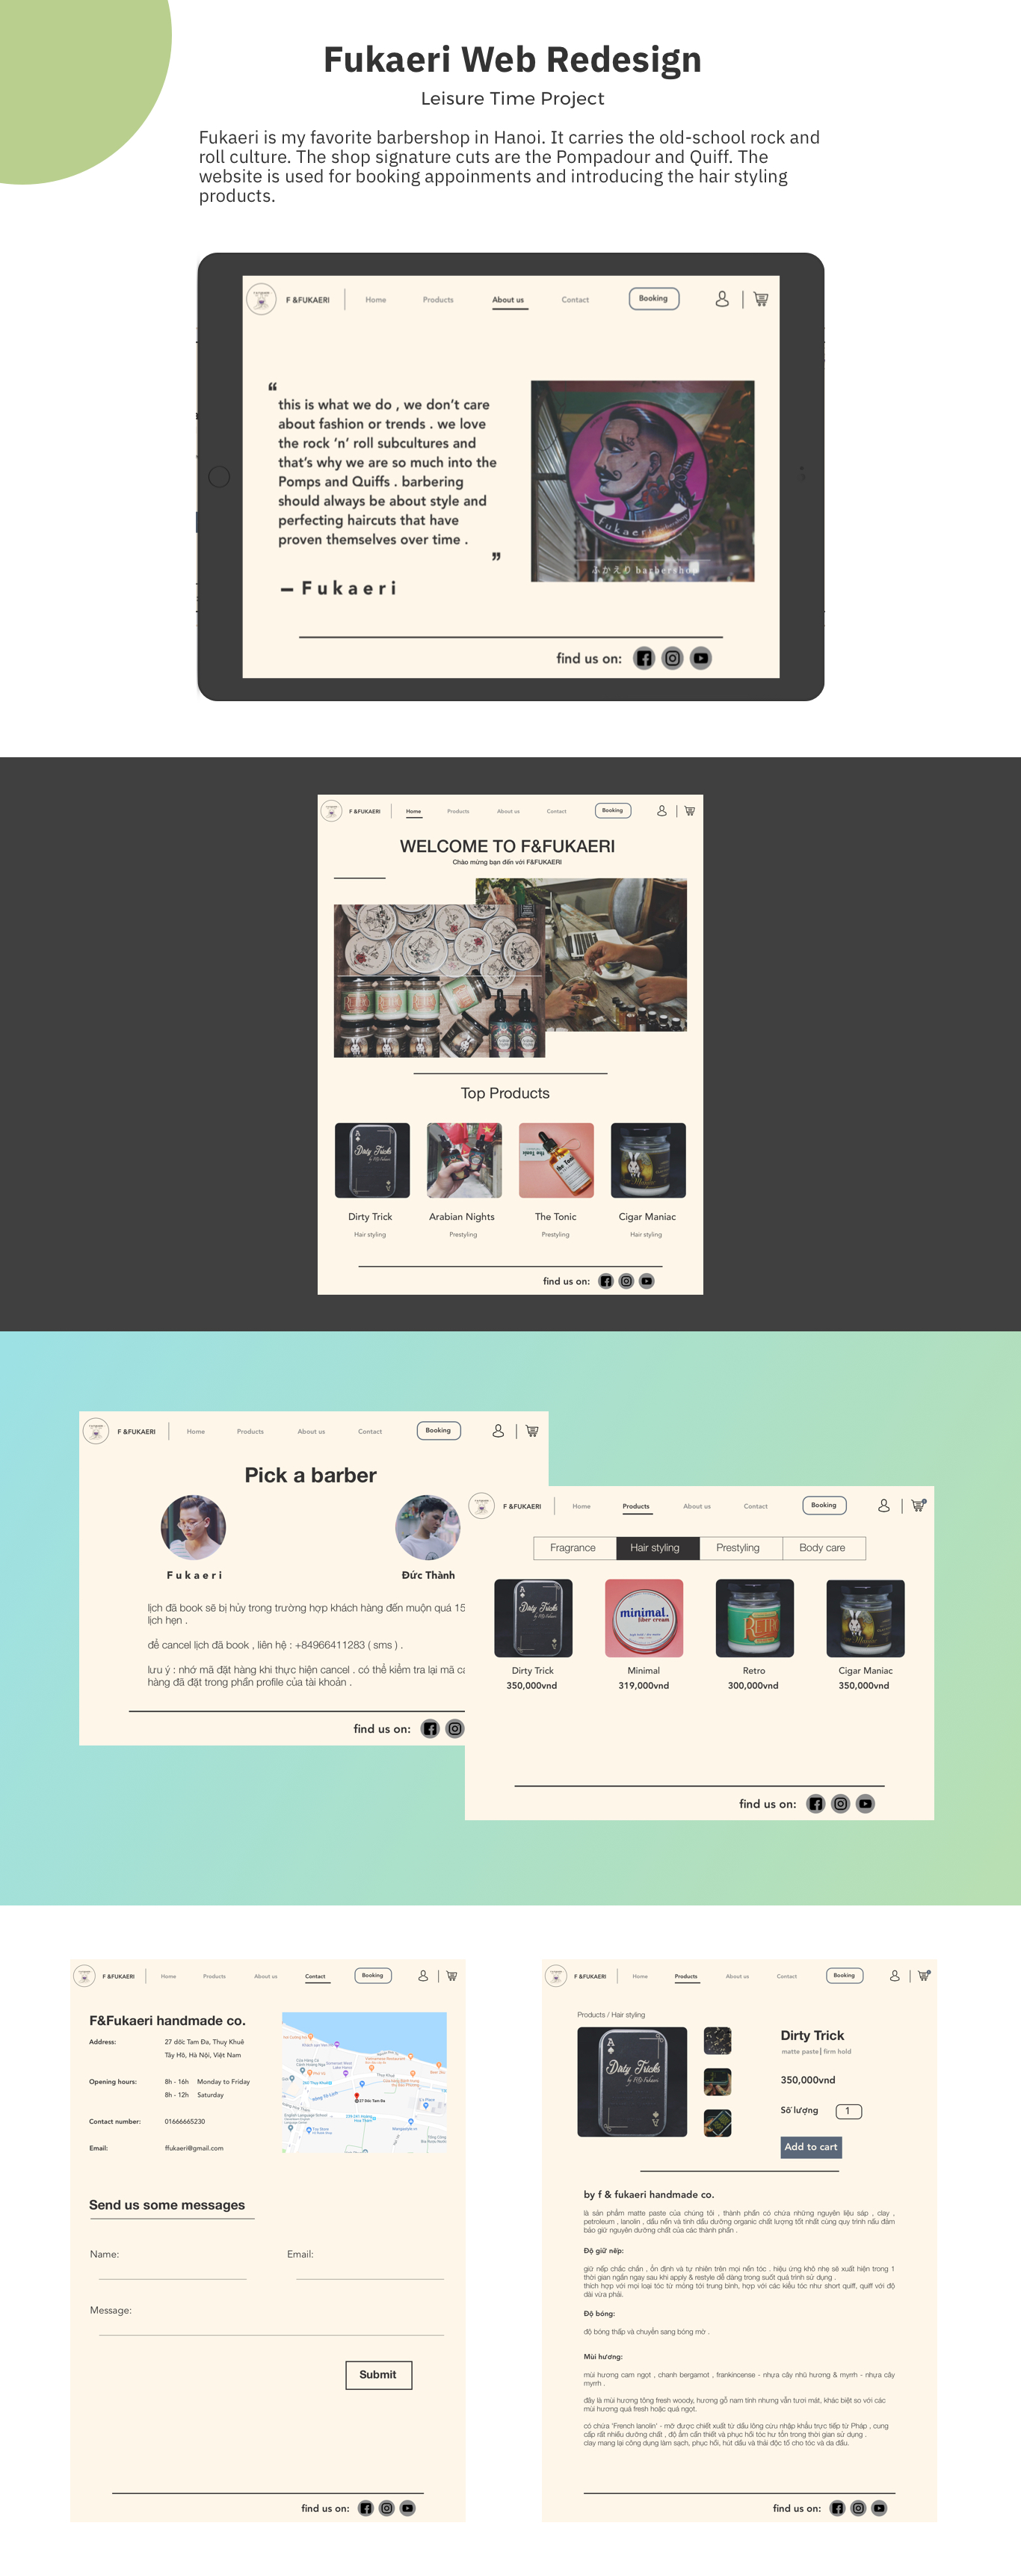 Fukaeri Web Redesign
Leisure Time Project
Fukaeri is my favorite barbershop in Hanoi. It carries the old-school rock and
roll culture. The shop signature cuts are the Pompadour and Quiff. The
website is used for booking appoinments and introducing the hair styling
products.
F &FUKAERI
Home
Products
About us
Contact
Booking
“
this is what we do , we don’t care
about fashion or trends . we love
the rock ‘n’ roll subcultures and
that’s why we are so much into the
Pomps and Quiffs . barbering
should always be about style and
perfecting haircuts that have
proven themselves over time .
”
– Fukaeri
fukaeri
ふかえり barbershop
find us on:
F &FUKAERI
Home
Products
About us
Contact
Booking
WELCOME TO F&FUKAERI
Chào mừng bạn đến với F&FUKAERI
Top Products
Dirty Tricks
the Tonic
Dirty Trick
Arabian Nights
The Tonic
Cigar Maniac
Hair styling
Prestyling
Prestyling
Hair styling
find us on:
F &FUKAERI
Home
Products
About us
Contact
Booking
Pick a barber
Fukaeri
Đức Thành
lịch đã book sẽ bị hủy trong trường hợp khách hàng đến muộn quá 15
lịch hẹn .
để cancel lịch đã book , liên hệ : +84966411283 ( sms ) .
lưu ý : nhớ mã đặt hàng khi thực hiện cancel . có thể kiểm tra lại mã
hàng đã đặt trong phần profile của tài khoản .
find us on:
F &FUKAERI
Home
Products
About us
Contact
Booking
Fragrance
Hair styling
Prestyling
Body care
Dirty Tricks
minimal.
fiber cream
RETRO
Dirty Trick
Minimal
Retro
Cigar Maniac
350,000vnd
319,000vnd
300,000vnd
350,000vnd
find us on:
F &FUKAERI
Home
Products
About us
Contact
Booking
F&Fukaeri handmade co.
Address:
27 dốc Tam Đa, Thụy Khuê
Tây Hồ, Hà Nội, Việt Nam
Opening hours:
8h - 16h Monday to Friday
8h - 12h Saturday
Contact number:
01666665230
Email:
ffukaeri@gmail.com
27 Dốc Tam Đa
Send us some messages
Name:
Email:
Message:
Submit
find us on:
F &FUKAERI
Home
Products
About us
Contact
Booking
Products / Hair styling
Dirty Tricks
by F&J Fukaeri
Dirty Trick
matte paste| firm hold
350,000vnd
Số lượng
1
Add to cart
by f & fukaeri handmade co.
là sản phẩm matte paste của chúng tôi , thành phần có chứa những nguyên liệu sáp , clay ,
petroleum , lanolin , dầu nền và tinh dầu dưỡng organic chất lượng tốt nhất cùng quy trình nấu đảm
bảo giữ nguyên dưỡng chất của các thành phần .
Độ giữ nếp:
giữ nếp chắc chắn , ổn định và tự nhiên trên mọi nền tóc . hiệu ứng khô nhẹ sẽ xuất hiện trong 1
thời gian ngắn ngay sau khi apply & restyle dễ dàng trong suốt quá trình sử dụng .
thích hợp với mọi loại tóc từ mỏng tới trung bình, hợp với các kiểu tóc như short quiff, quiff với độ
dài vừa phải.
Độ bóng:
độ bóng thấp và chuyển sang bóng mờ .
Mùi hương:
mùi hương cam ngọt , chanh bergamot , frankincense - nhựa cây nhũ hương & myrrh - nhựa cây
myrrh .
đây là mùi hương tông fresh woody, hương gỗ nam tính nhưng vẫn tươi mát, khác biệt so với các
mùi hương quá fresh hoặc quá ngọt.
có chứa 'French lanolin' - mỡ được chiết xuất từ dầu lông cừu nhập khẩu trực tiếp từ Pháp , cung
cấp rất nhiều dưỡng chất , độ ẩm cần thiết và phục hồi tóc hư tổn trong thời gian sử dụng .
clay mang lại công dụng làm sạch, phục hồi, hút dầu và thải độc tố cho tóc và da đầu.
find us on: